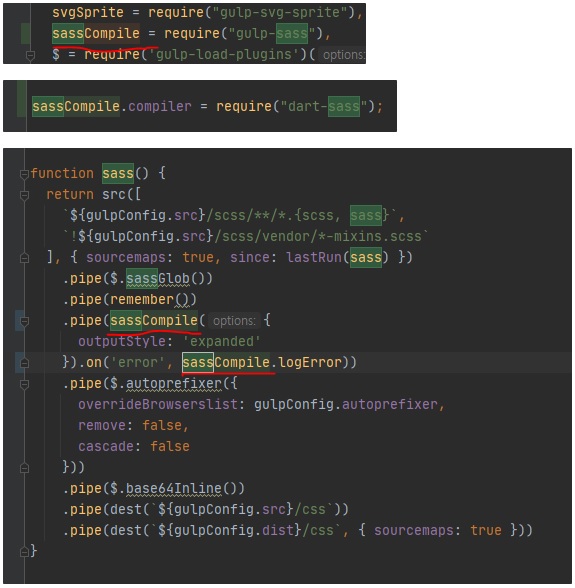 svgSprite = require("gulp-svg-sprite"),
sassCompile = require("gulp-sass"),
$ = require('gulp-load-plugins')( options:
sassCompile.compiler = require("dart-sass");
function sass() {
return src([
`${gulpConfig.src}/scss/**/*.{scss, sass}`,
`!${gulpConfig.src}/scss/vendor/*-mixins.scss`
], { sourcemaps: true, since: lastRun(sass) })
.pipe($.sassGlob())
.pipe(remember())
.pipe(sassCompile( options: {
outputStyle: 'expanded'
}).on('error', sassCompile.logError))
.pipe($.autoprefixer({
overrideBrowserslist: gulpConfig.autoprefixer,
remove: false,
cascade: false
}))
.pipe($.base64Inline())
.pipe(dest(`${gulpConfig.src}/css`))
.pipe(dest(`${gulpConfig.dist}/css`, { sourcemaps: true }))
}